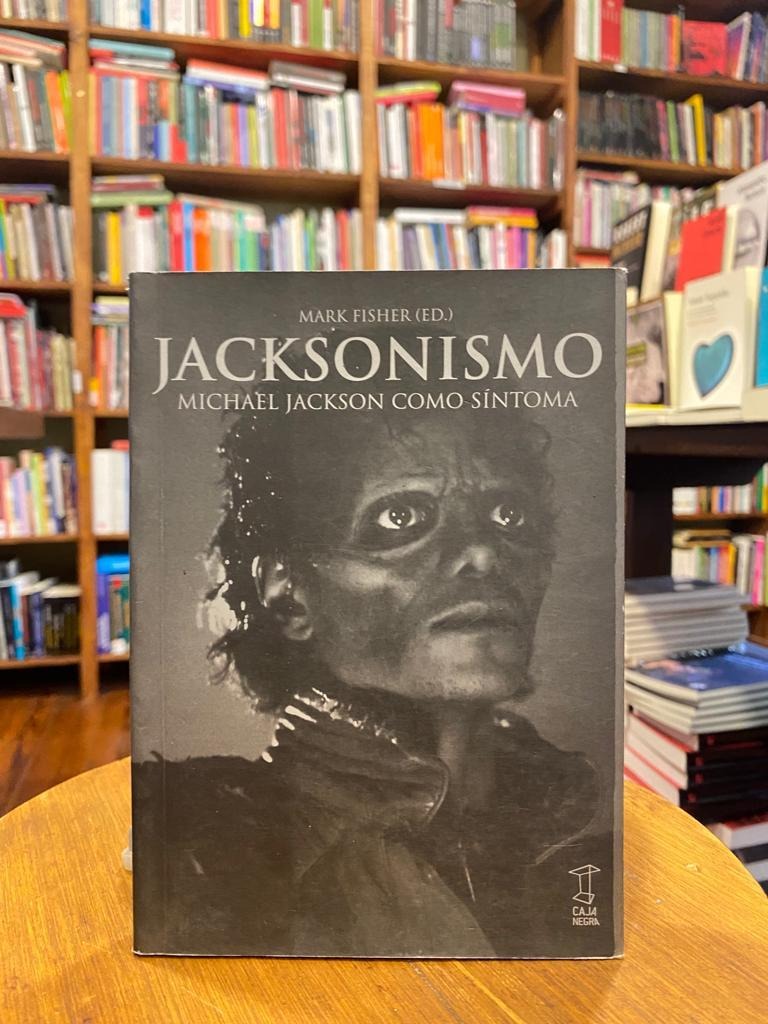 MARK FISHER (ED.)
JACKSONISMO
MICHAEL JACKSON COMO SÍNTOMA
CAJA
NEGRA